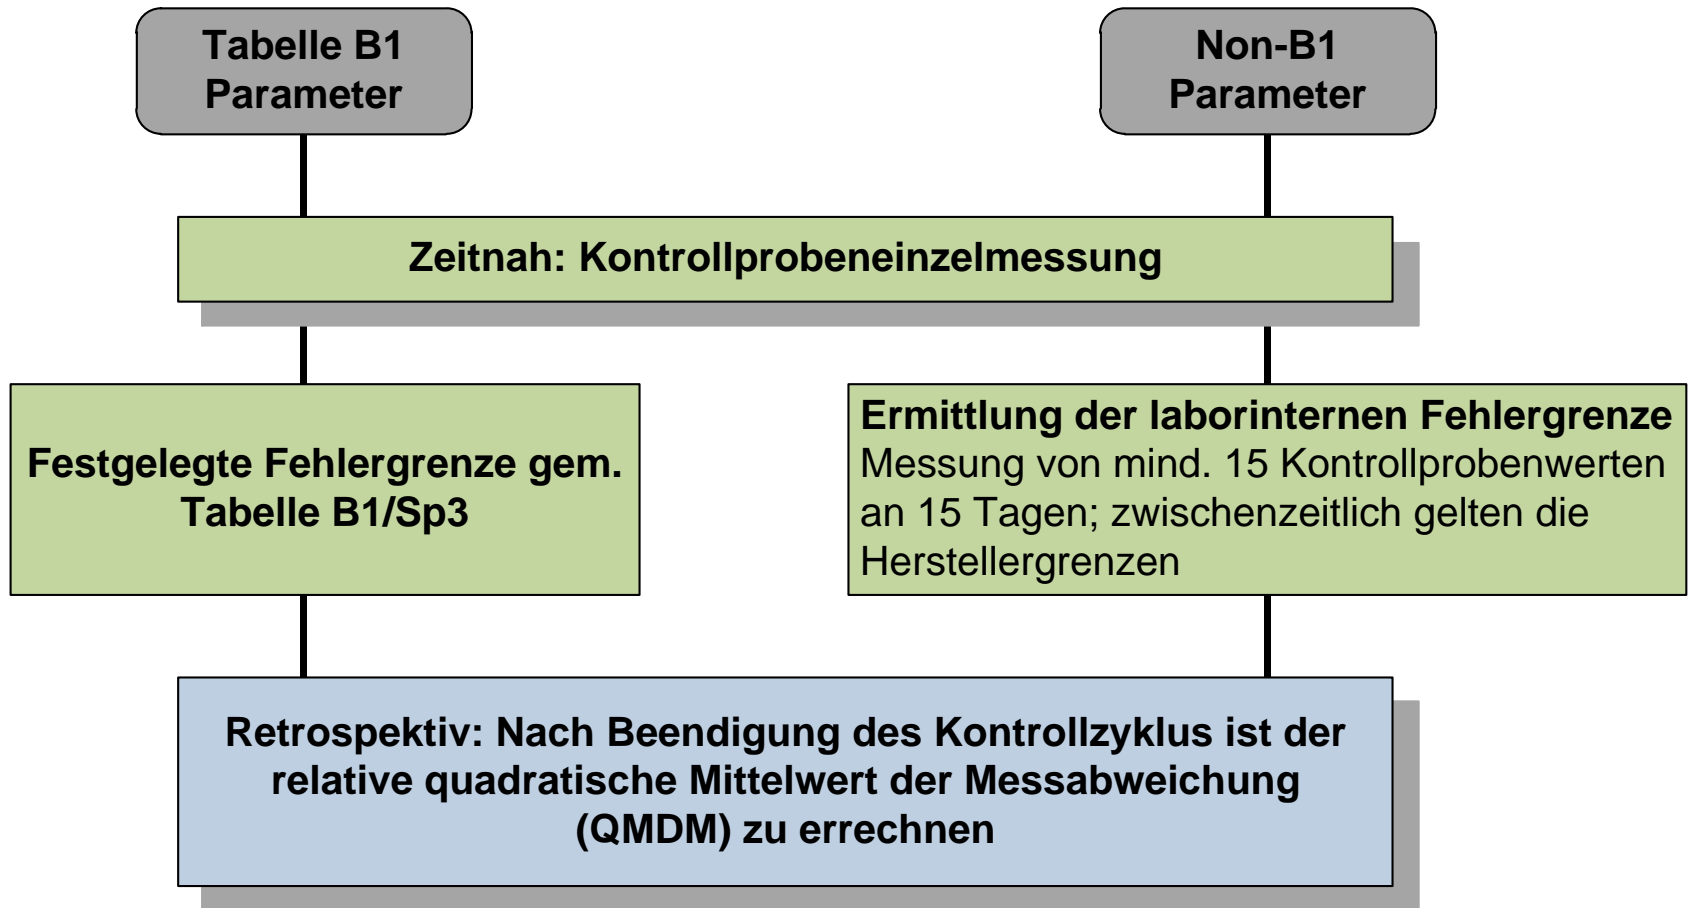 Tabelle B1
Parameter
Non-B1
Parameter
Zeitnah: Kontrollprobeneinzelmessung
Festgelegte Fehlergrenze gem.
Tabelle B1/Sp3
Ermittlung der laborinternen Fehlergrenze
Messung von mind. 15 Kontrollprobenwerten
an 15 Tagen; zwischenzeitlich gelten die
Herstellergrenzen
Retrospektiv: Nach Beendigung des Kontrollzyklus ist der
relative quadratische Mittelwert der Messabweichung
(QMDM) zu errechnen